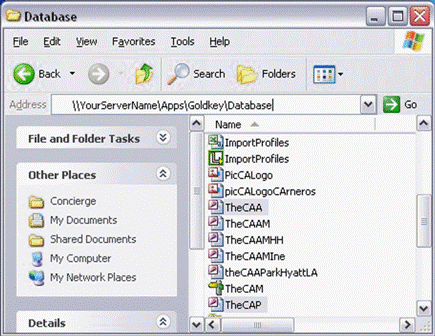 Database
File Edit View Favorites Tools Help
Back Search Folders
Address \\YourServerName\Apps\Goldkey\Database Go
File and Folder Tasks
Other Places
Concierge
My Documents
Shared Documents
My Computer
My Network Places
Details
Name
ImportProfiles
ImportProfiles
PicCALogo
picCALogoCArneros
TheCAA
TheCAAM
TheCAAMHH
TheCAAMIne
theCAAParkHyattLA
TheCAM
TheCAP